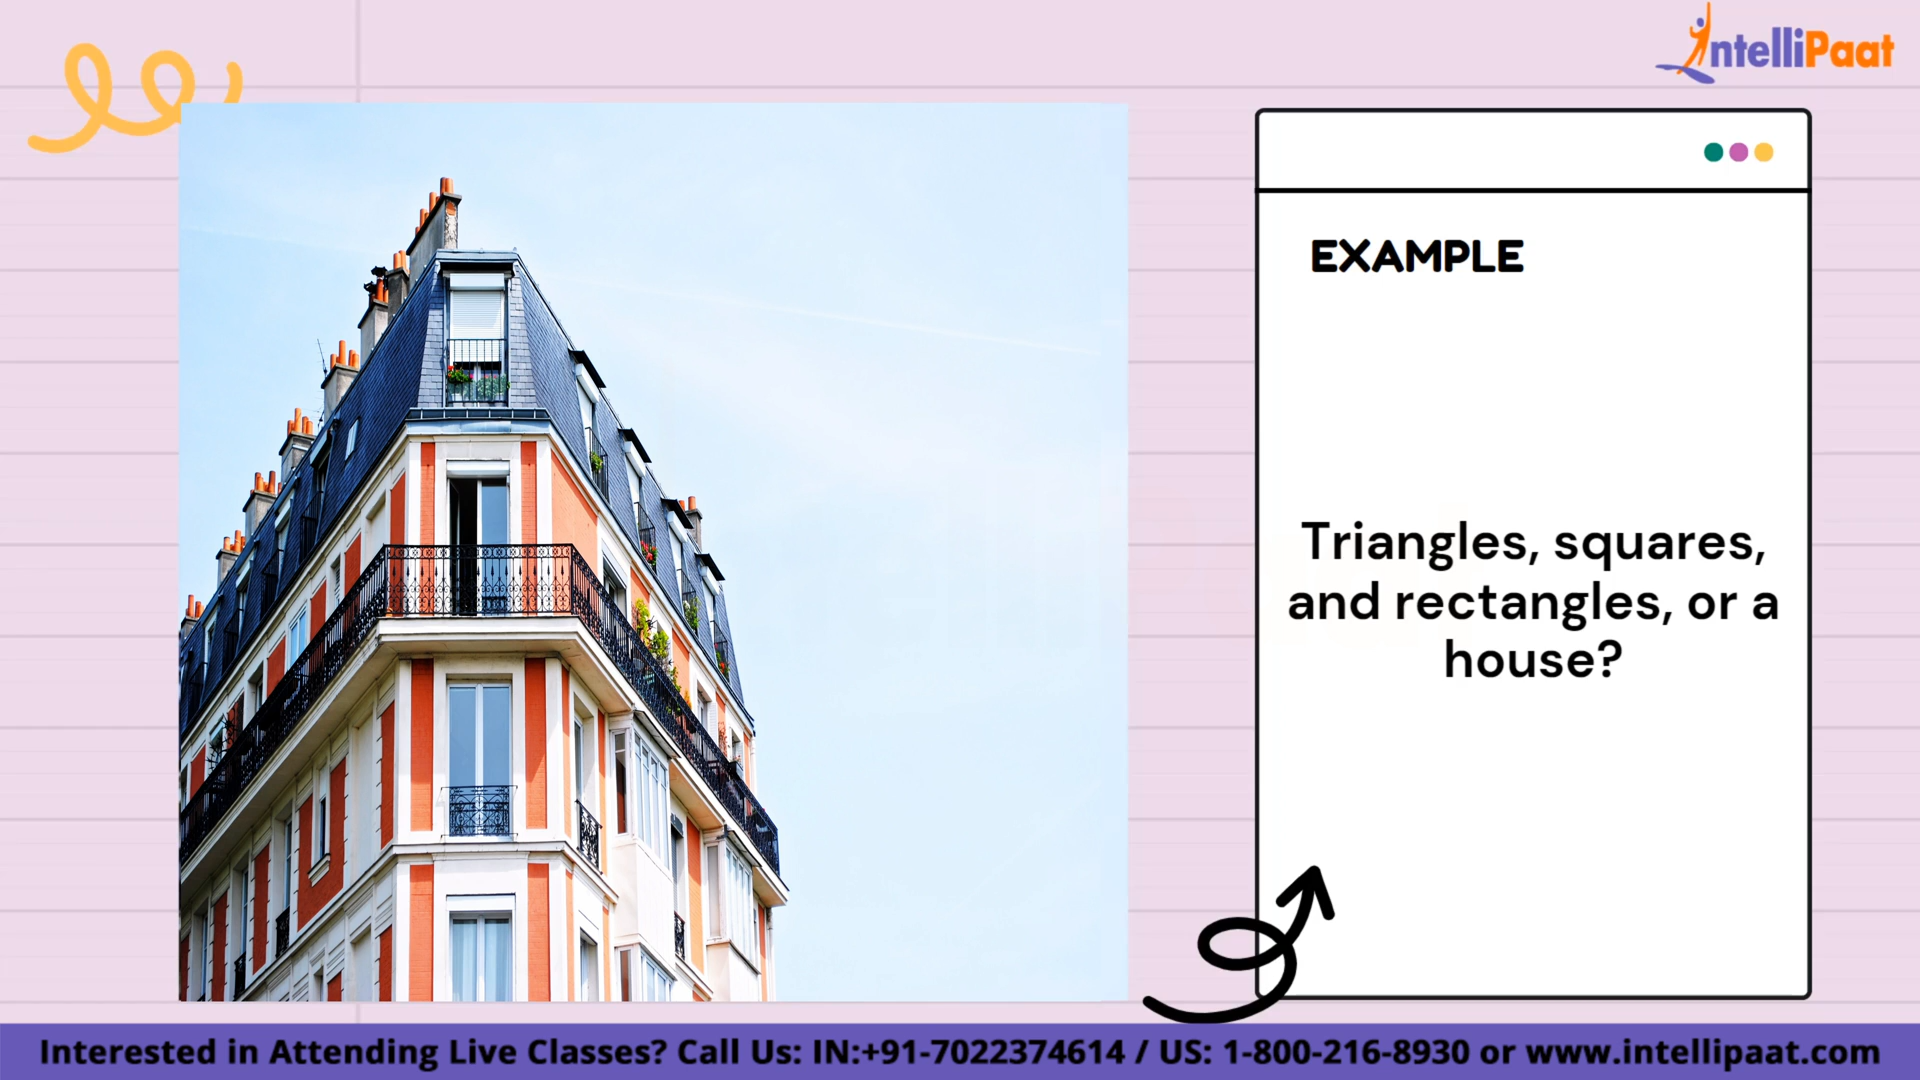 IntelliPaat
EXAMPLE
Triangles, squares,
and rectangles, or a
house?
Interested in Attending Live Classes? Call Us: IN:+91-7022374614 / US: 1-800-216-8930 or www.intellipaat.com